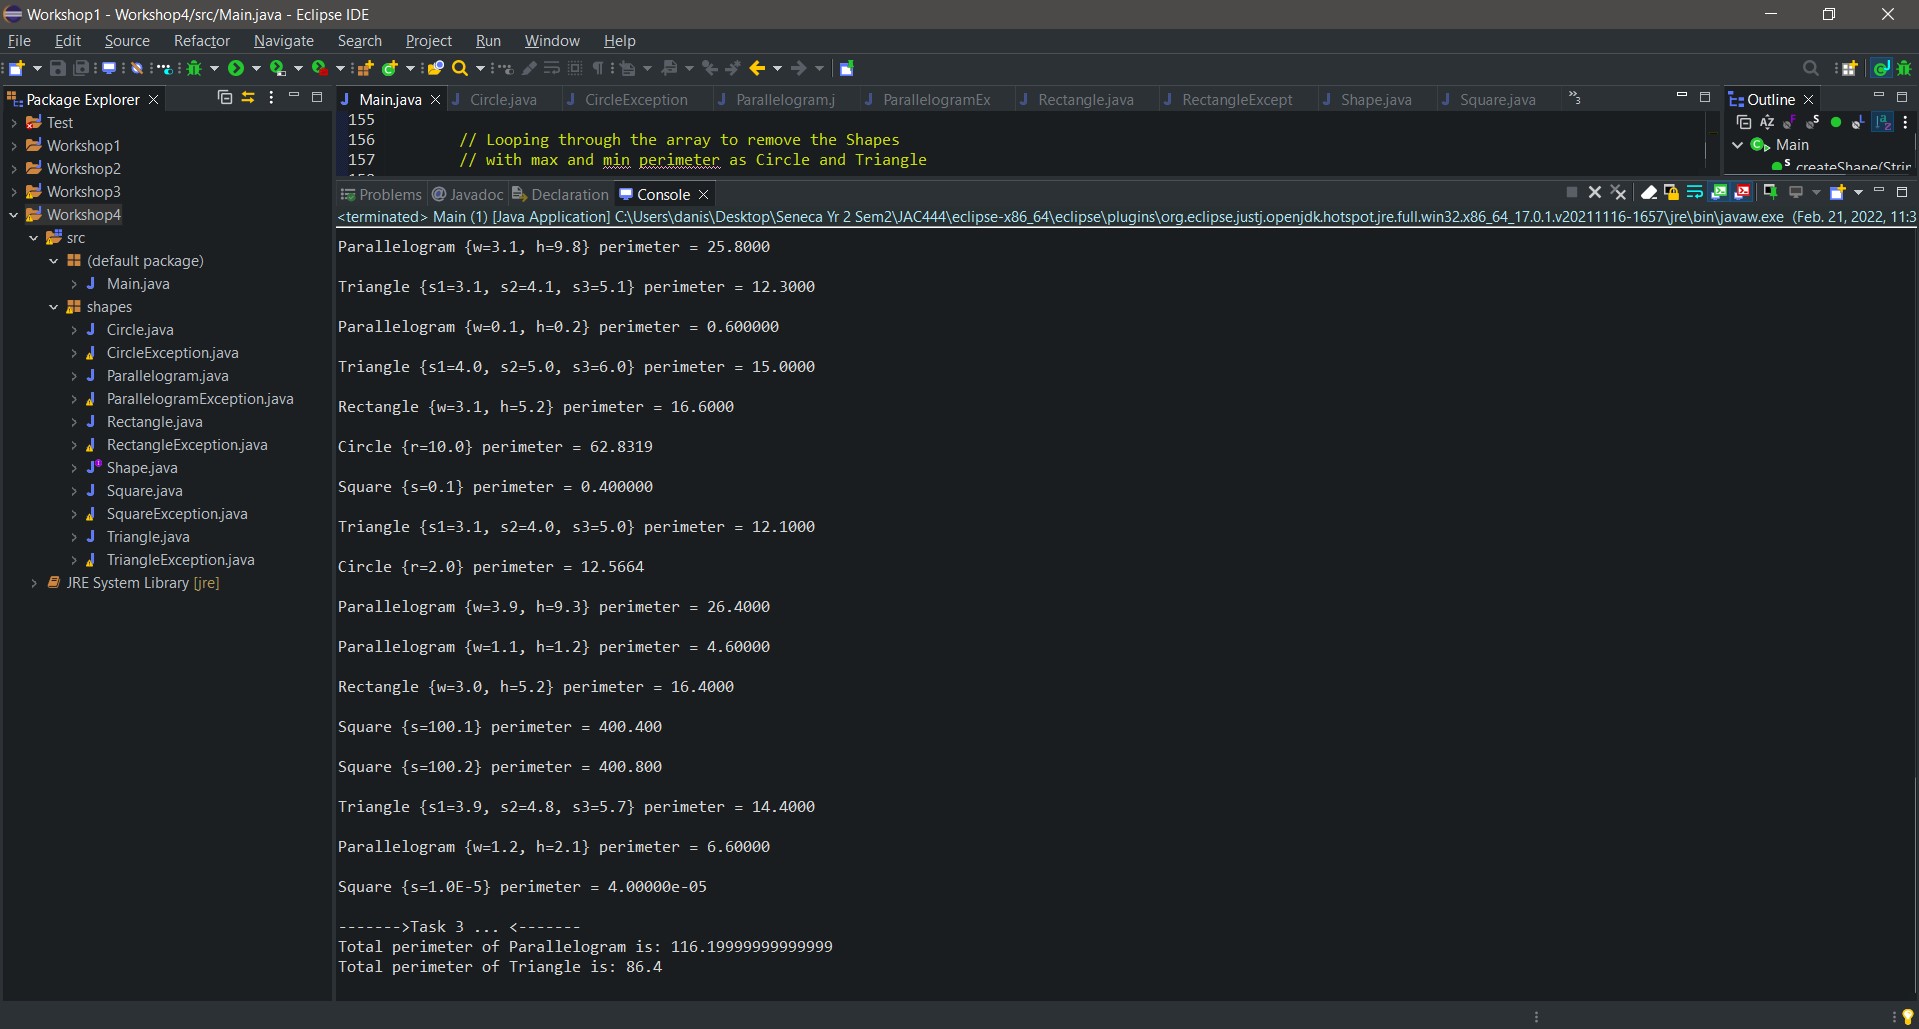 Workshop1 - Workshop4/src/Main.java - Eclipse IDE
File Edit Source Refactor Navigate Search Project Run Window Help
Package Explorer
Test
Workshop1
Workshop2
Workshop3
Workshop4
src
(default package)
Main.java
shapes
Circle.java
CircleException.java
Parallelogram.java
ParallelogramException.java
Rectangle.java
RectangleException.java
Shape.java
Square.java
SquareException.java
Triangle.java
TriangleException.java
JRE System Library [jre]
Main.java Circle.java CircleException Parallelogram.j ParallelogramEx Rectangle.java RectangleExcept Shape.java Square.java »3
155
156 // Looping through the array to remove the Shapes
157 // with max and min perimeter as Circle and Triangle
Outline
Main
createShape(Strin
Problems @ Javadoc Declaration Console
<terminated> Main (1) [Java Application] C:\Users\danis\Desktop\Seneca Yr 2 Sem2\JAC444\eclipse-x86_64\eclipse\plugins\org.eclipse.justj.openjdk.hotspot.jre.full.win32.x86_64_17.0.1.v20211116-1657\jre\bin\javaw.exe (Feb. 21, 2022, 11:3
Parallelogram {w=3.1, h=9.8} perimeter = 25.8000
Triangle {s1=3.1, s2=4.1, s3=5.1} perimeter = 12.3000
Parallelogram {w=0.1, h=0.2} perimeter = 0.600000
Triangle {s1=4.0, s2=5.0, s3=6.0} perimeter = 15.0000
Rectangle {w=3.1, h=5.2} perimeter = 16.6000
Circle {r=10.0} perimeter = 62.8319
Square {s=0.1} perimeter = 0.400000
Triangle {s1=3.1, s2=4.0, s3=5.0} perimeter = 12.1000
Circle {r=2.0} perimeter = 12.5664
Parallelogram {w=3.9, h=9.3} perimeter = 26.4000
Parallelogram {w=1.1, h=1.2} perimeter = 4.60000
Rectangle {w=3.0, h=5.2} perimeter = 16.4000
Square {s=100.1} perimeter = 400.400
Square {s=100.2} perimeter = 400.800
Triangle {s1=3.9, s2=4.8, s3=5.7} perimeter = 14.4000
Parallelogram {w=1.2, h=2.1} perimeter = 6.60000
Square {s=1.0E-5} perimeter = 4.00000e-05
------->Task 3 ... <-------
Total perimeter of Parallelogram is: 116.19999999999999
Total perimeter of Triangle is: 86.4